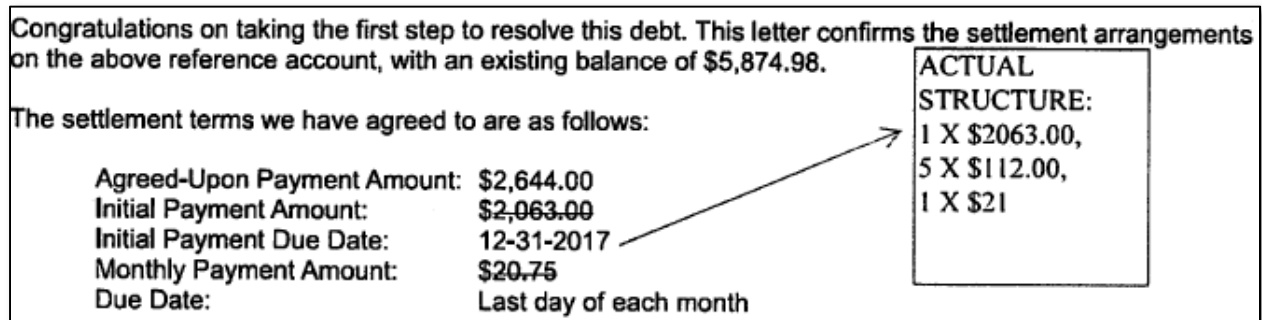 Congratulations on taking the first step to resolve this debt. This letter confirms the settlement arrangements
on the above reference account, with an existing balance of $5,874.98.
The settlement terms we have agreed to are as follows:
Agreed-Upon Payment Amount: $2,644.00
Initial Payment Amount: $2,063.00
Initial Payment Due Date: 12-31-2017
Monthly Payment Amount: $20.75
Due Date: Last day of each month
ACTUAL
STRUCTURE:
1 X $2063.00,
5 X $112.00,
1 X $21